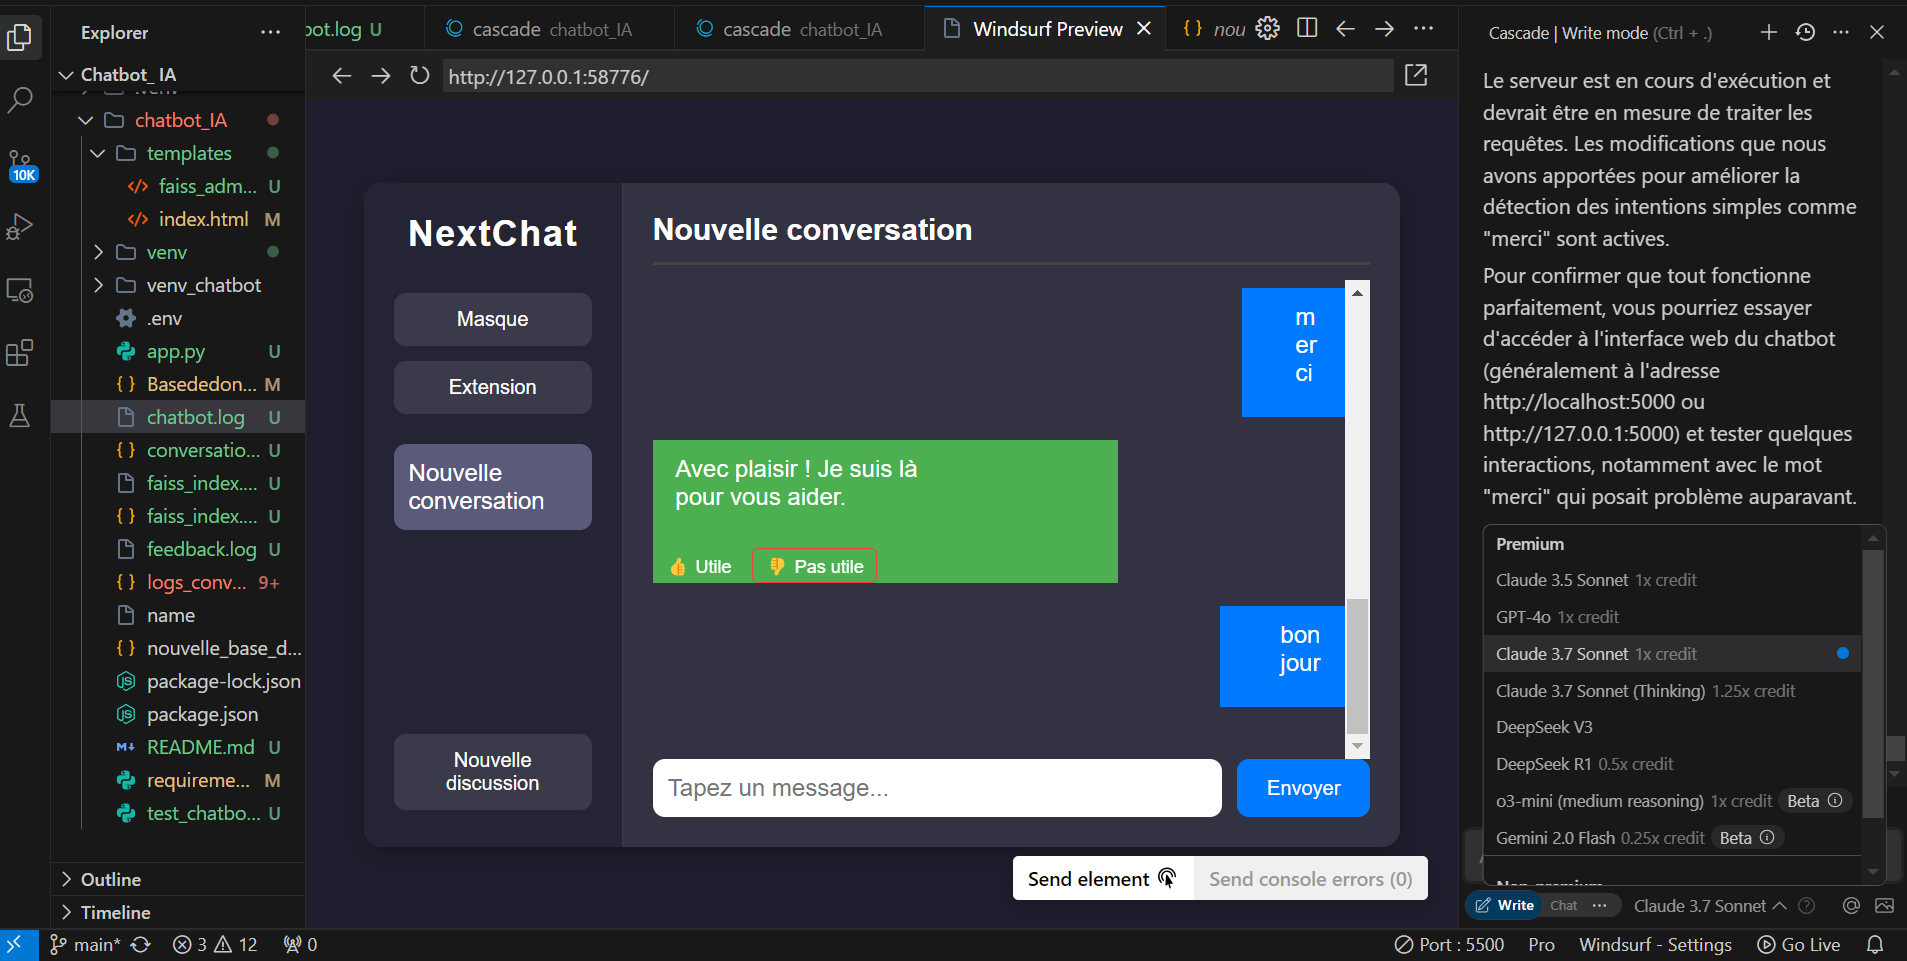 Explorer
Chatbot_ IA
.venv
chatbot_IA
templates
faiss_adm... U
index.html M
venv
venv_chatbot
.env
app.py U
Basededon... M
chatbot.log U
conversatio... U
faiss_index.... U
faiss_index.... U
feedback.log U
logs_conv... 9+
name
nouvelle_base_d...
package-lock.json
package.json
README.md U
requireme... M
test_chatbo... U
Outline
Timeline
10K
bot.log U
cascade chatbot_IA
cascade chatbot_IA
Windsurf Preview
nou
http://127.0.0.1:58776/
NextChat
Masque
Extension
Nouvelle
conversation
Nouvelle
discussion
Nouvelle conversation
m
er
ci
Avec plaisir ! Je suis là
pour vous aider.
Utile
Pas utile
bon
jour
Tapez un message...
Envoyer
Send element
Send console errors (0)
Cascade | Write mode (Ctrl + .)
Le serveur est en cours d'exécution et
devrait être en mesure de traiter les
requêtes. Les modifications que nous
avons apportées pour améliorer la
détection des intentions simples comme
"merci" sont actives.
Pour confirmer que tout fonctionne
parfaitement, vous pourriez essayer
d'accéder à l'interface web du chatbot
(généralement à l'adresse
http://localhost:5000 ou
http://127.0.0.1:5000) et tester quelques
interactions, notamment avec le mot
"merci" qui posait problème auparavant.
Premium
Claude 3.5 Sonnet 1x credit
GPT-4o 1x credit
Claude 3.7 Sonnet 1x credit
Claude 3.7 Sonnet (Thinking) 1.25x credit
DeepSeek V3
DeepSeek R1 0.5x credit
o3-mini (medium reasoning) 1x credit Beta
Gemini 2.0 Flash 0.25x credit Beta
Write Chat Claude 3.7 Sonnet
main* 3 12 0
Port : 5500 Pro Windsurf - Settings Go Live